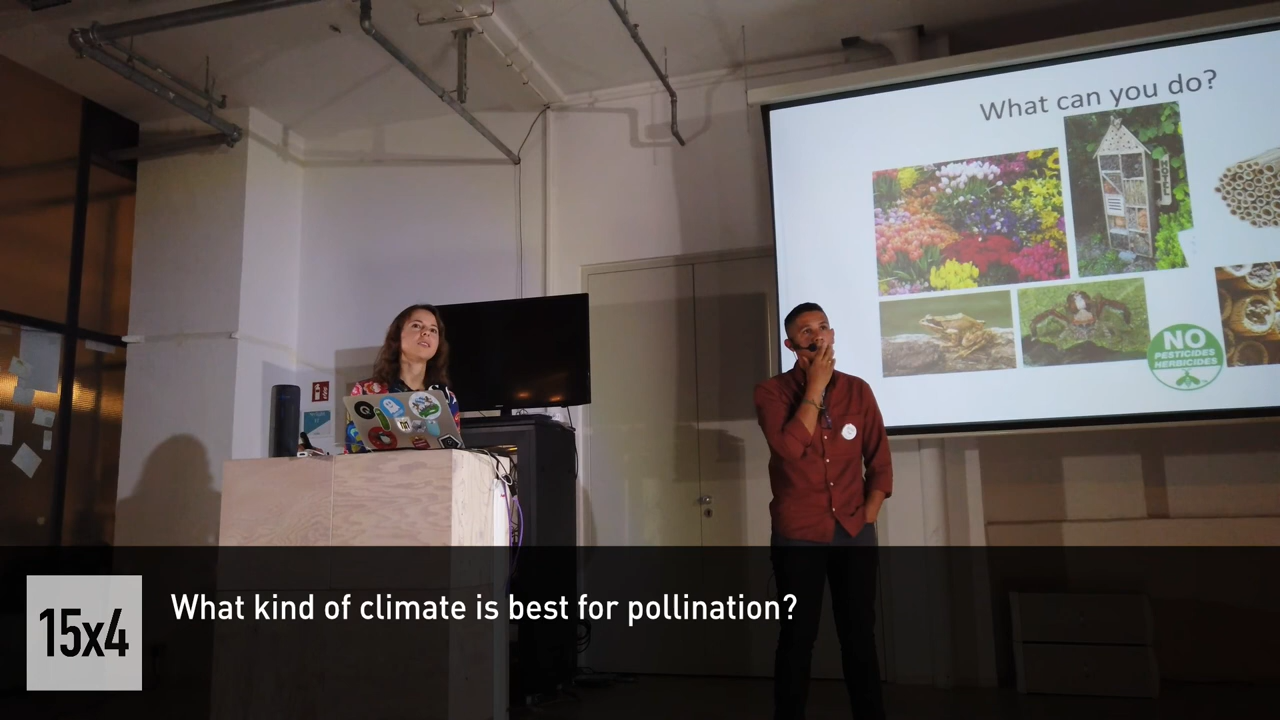 What can you do?
HOTEL
NO
PESTICIDES
HERBICIDES
15x4
What kind of climate is best for pollination?